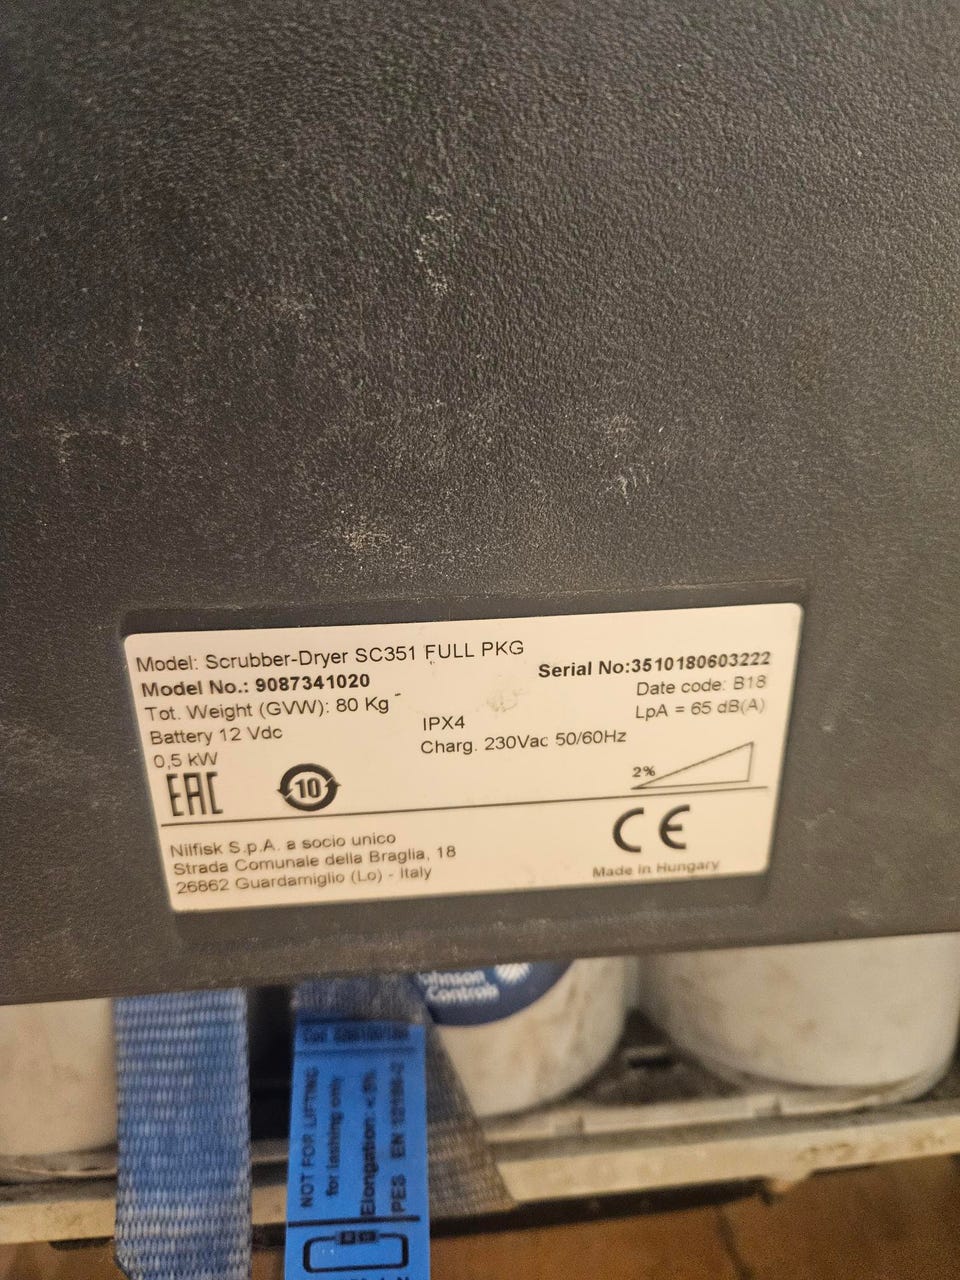 Model: Scrubber-Dryer SC351 FULL PKG
Model No.: 9087341020
Serial No:3510180603222
Tot. Weight (GVW): 80 Kg
Date code: B18
Battery 12 Vdc
IPX4
LpA = 65 dB(A)
0,5 kW
Charg. 230Vac 50/60Hz
2%
EAC
10
CE
Nilfisk S.p.A. a socio unico
Strada Comunale della Braglia, 18
26862 Guardamiglio (Lo) - Italy
Made in Hungary
Johnson
Controls
NOT FOR LIFTING
for lashing only
Elongation: <5%
PES EN 12195-2